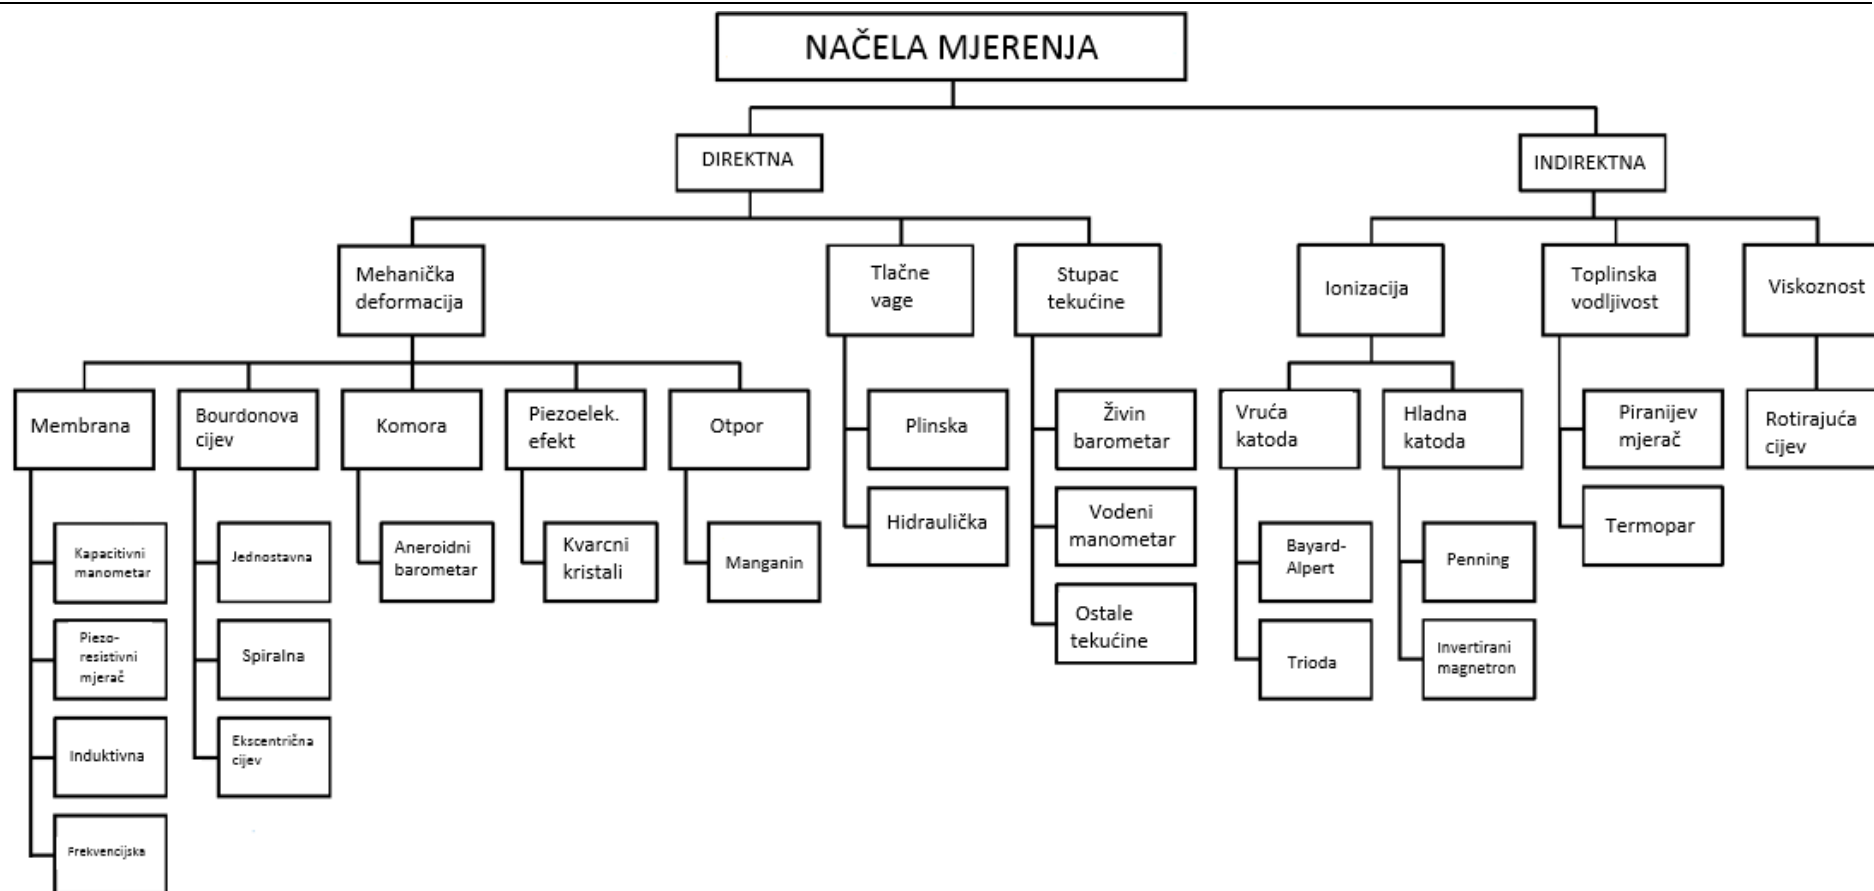 NAČELA MJERENJA
DIREKTNA
INDIREKTNA
Mehanička
deformacija
Tlačne
vage
Stupac
tekućine
Ionizacija
Toplinska
vodljivost
Viskoznost
Membrana
Bourdonova
cijev
Komora
Piezoelek.
efekt
Otpor
Plinska
Živin
barometar
Vruća
katoda
Hladna
katoda
Piranijev
mjerač
Rotirajuća
cijev
Hidraulička
Vodeni
manometar
Termopar
Kapacitivni
manometar
Jednostavna
Aneroidni
barometar
Kvarcni
kristali
Manganin
Bayard-
Alpert
Penning
Ostale
tekućine
Piezo-
resistivni
mjerač
Spiralna
Trioda
Invertirani
magnetron
Induktivna
Ekscentrična
cijev
Frekvencijska